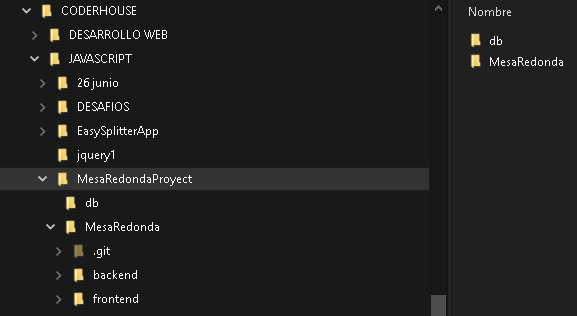 CODERHOUSE
DESARROLLO WEB
JAVASCRIPT
26 junio
DESAFIOS
EasySplitterApp
jquery1
MesaRedondaProyect
db
MesaRedonda
.git
backend
frontend
Nombre
db
MesaRedonda